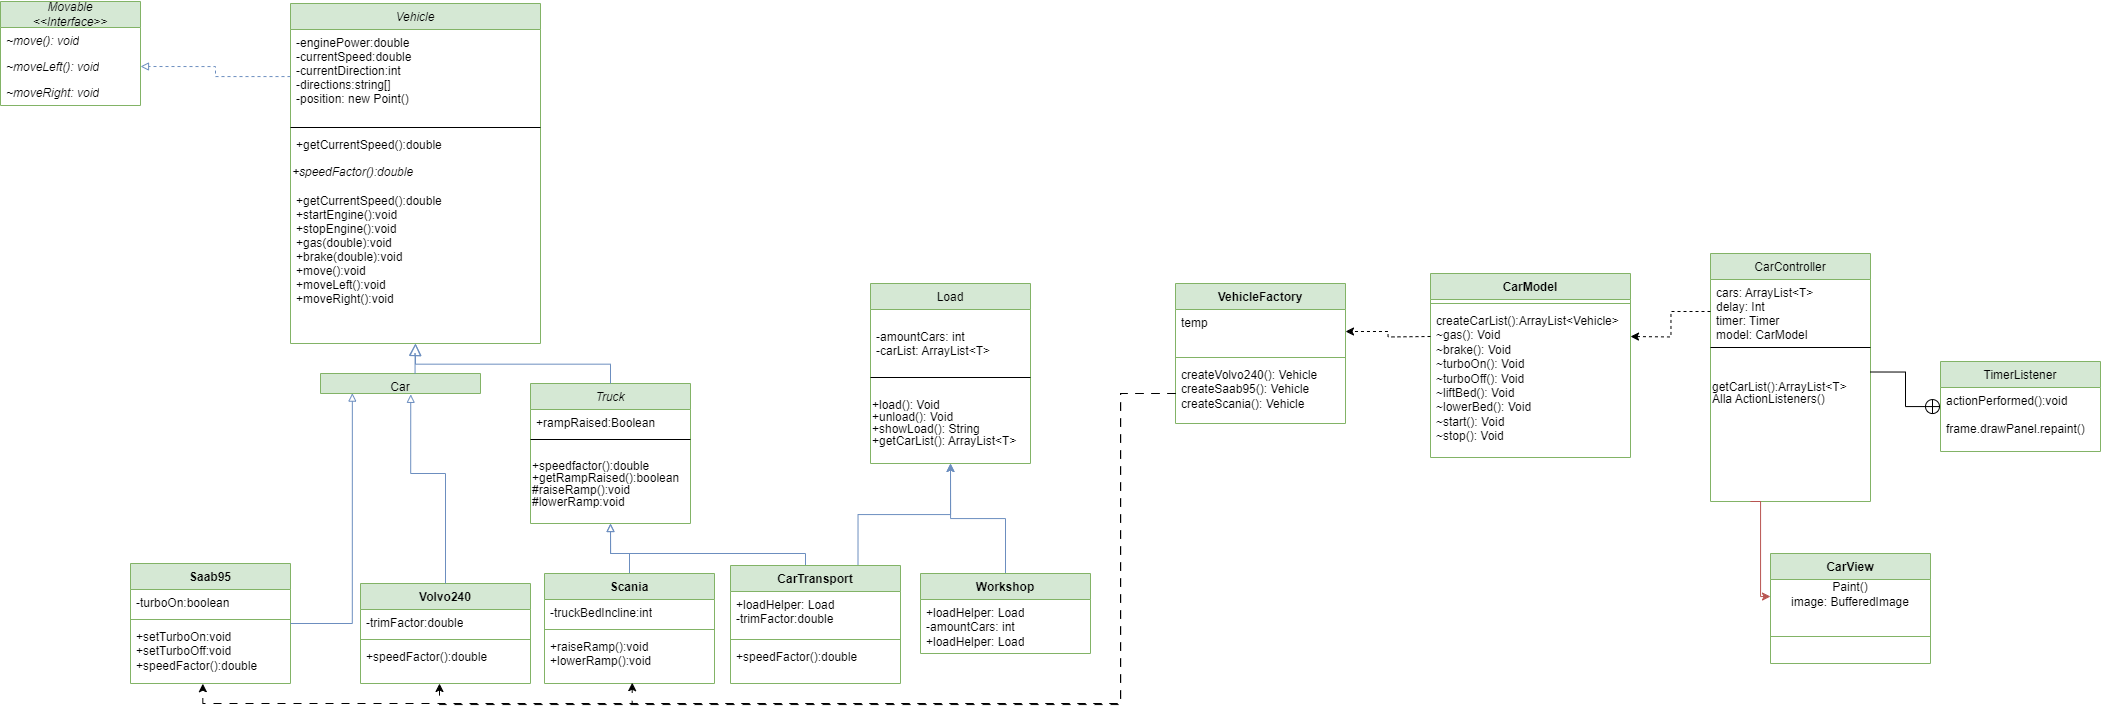 Movable
<<Interface>>
~move(): void
~moveLeft(): void
~moveRight: void
Vehicle
-enginePower:double
-currentSpeed:double
-currentDirection:int
-directions:string[]
-position: new Point()
+getCurrentSpeed():double
+speedFactor():double
+getCurrentSpeed():double
+startEngine():void
+stopEngine():void
+gas(double):void
+brake(double):void
+move():void
+moveLeft():void
+moveRight():void
Car
Truck
+rampRaised:Boolean
+speedfactor():double
+getRampRaised():boolean
#raiseRamp():void
#lowerRamp:void
Load
-amountCars: int
-carList: ArrayList<T>
+load(): Void
+unload(): Void
+showLoad(): String
+getCarList(): ArrayList<T>
VehicleFactory
temp
createVolvo240(): Vehicle
createSaab95(): Vehicle
createScania(): Vehicle
CarModel
createCarList():ArrayList<Vehicle>
~gas(): Void
~brake(): Void
~turboOn(): Void
~turboOff(): Void
~liftBed(): Void
~lowerBed(): Void
~start(): Void
~stop(): Void
CarController
cars: ArrayList<T>
delay: Int
timer: Timer
model: CarModel
getCarList():ArrayList<T>
Alla ActionListeners()
TimerListener
actionPerformed():void
frame.drawPanel.repaint()
Saab95
-turboOn:boolean
+setTurboOn:void
+setTurboOff:void
+speedFactor():double
Volvo240
-trimFactor:double
+speedFactor():double
Scania
-truckBedIncline:int
+raiseRamp():void
+lowerRamp():void
CarTransport
+loadHelper: Load
-trimFactor:double
+speedFactor():double
Workshop
+loadHelper: Load
-amountCars: int
+loadHelper: Load
CarView
Paint()
image: BufferedImage